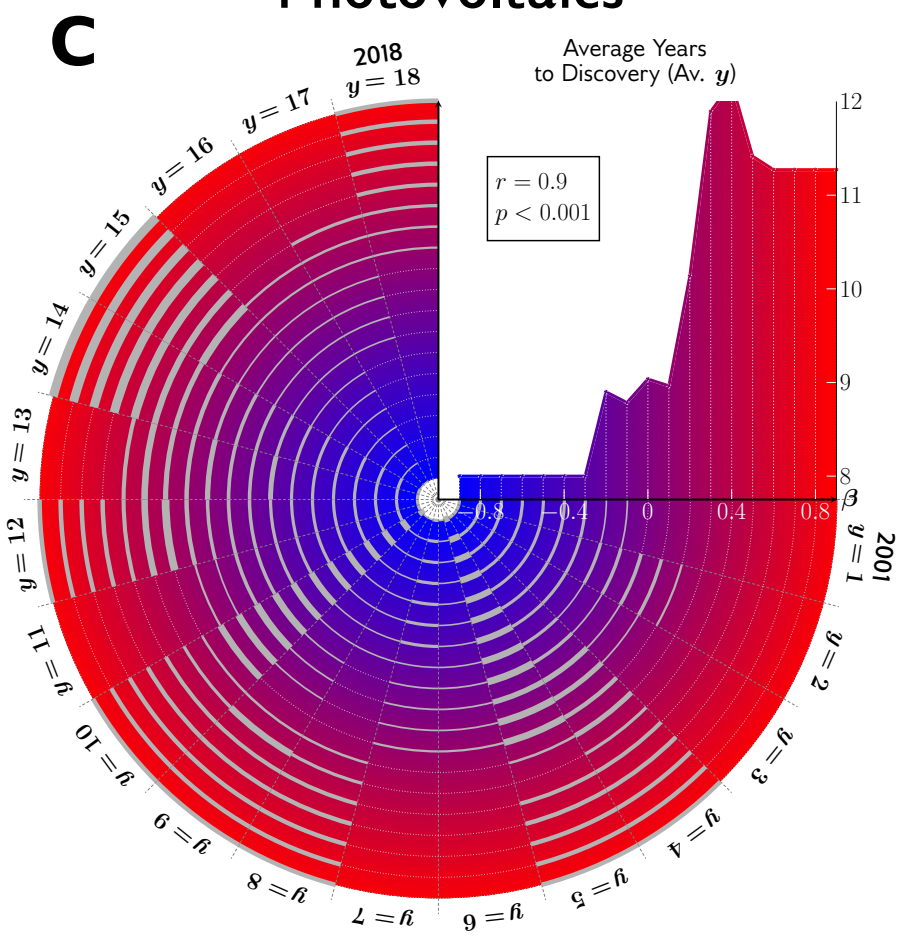 Photovoltaics
C
Average Years
to Discovery (Av. y)
r = 0.9
p < 0.001
12
11
10
9
8
−0.8
−0.4
0
0.4
0.8
β
2001
y = 1
y = 2
y = 3
y = 4
y = 5
y = 6
y = 7
y = 8
y = 9
y = 10
y = 11
y = 12
y = 13
y = 14
y = 15
y = 16
y = 17
y = 18
2018